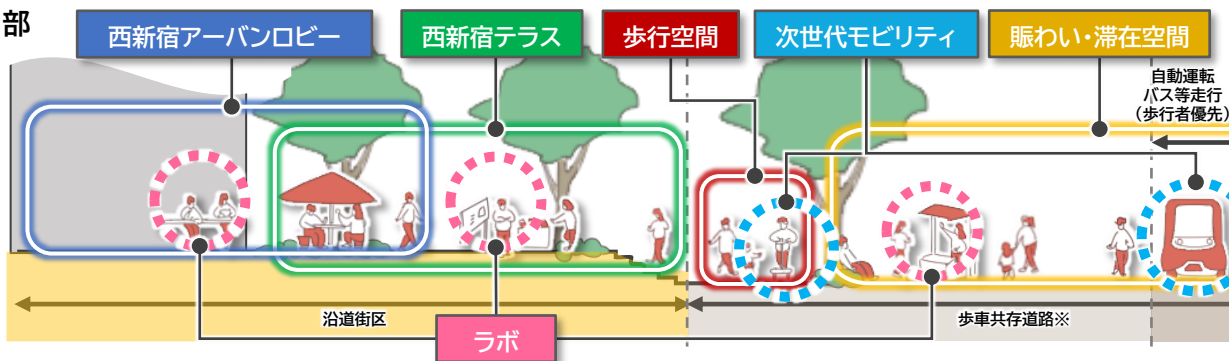 部
西新宿アーバンロビー
西新宿テラス
歩行空間
次世代モビリティ
賑わい・滞在空間
自動運転
バス等走行
(歩行者優先)
沿道街区
歩車共存道路※
ラボ